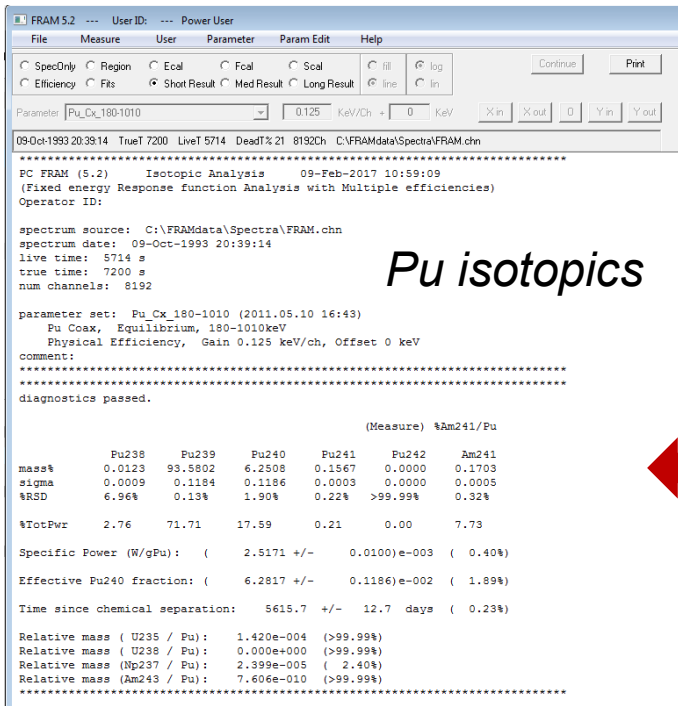 FRAM 5.2 --- User ID: --- Power User
File Measure User Parameter Param Edit Help
SpecOnly Region Ecal Fcal Scal fill log Continue Print
Efficiency Fits Short Result Med Result Long Result line lin
Parameter Pu_Cx_180-1010 0.125 KeV/Ch + 0 KeV X in X out 0 Y in Y out
09-Oct-1993 20:39:14 TrueT 7200 LiveT 5714 DeadT% 21 8192Ch C:\FRAMdata\Spectra\FRAM.chn
*********************************************************************
PC FRAM (5.2) Isotopic Analysis 09-Feb-2017 10:59:09
(Fixed energy Response function Analysis with Multiple efficiencies)
Operator ID:
spectrum source: C:\FRAMdata\Spectra\FRAM.chn
spectrum date: 09-Oct-1993 20:39:14
live time: 5714 s
true time: 7200 s
num channels: 8192
Pu isotopics
parameter set: Pu_Cx_180-1010 (2011.05.10 16:43)
Pu Coax, Equilibrium, 180-1010keV
Physical Efficiency, Gain 0.125 keV/ch, Offset 0 keV
comment:
*********************************************************************
*********************************************************************
diagnostics passed.
(Measure) %Am241/Pu
Pu238 Pu239 Pu240 Pu241 Pu242 Am241
mass% 0.0123 93.5802 6.2508 0.1567 0.0000 0.1703
sigma 0.0009 0.1184 0.1186 0.0003 0.0000 0.0005
%RSD 6.96% 0.13% 1.90% 0.22% >99.99% 0.32%
%TotPwr 2.76 71.71 17.59 0.21 0.00 7.73
Specific Power (W/gPu): ( 2.5171 +/- 0.0100)e-003 ( 0.40%)
Effective Pu240 fraction: ( 6.2817 +/- 0.1186)e-002 ( 1.89%)
Time since chemical separation: 5615.7 +/- 12.7 days ( 0.23%)
Relative mass ( U235 / Pu): 1.420e-004 (>99.99%)
Relative mass ( U238 / Pu): 0.000e+000 (>99.99%)
Relative mass (Np237 / Pu): 2.399e-005 ( 2.40%)
Relative mass (Am243 / Pu): 7.606e-010 (>99.99%)
*********************************************************************